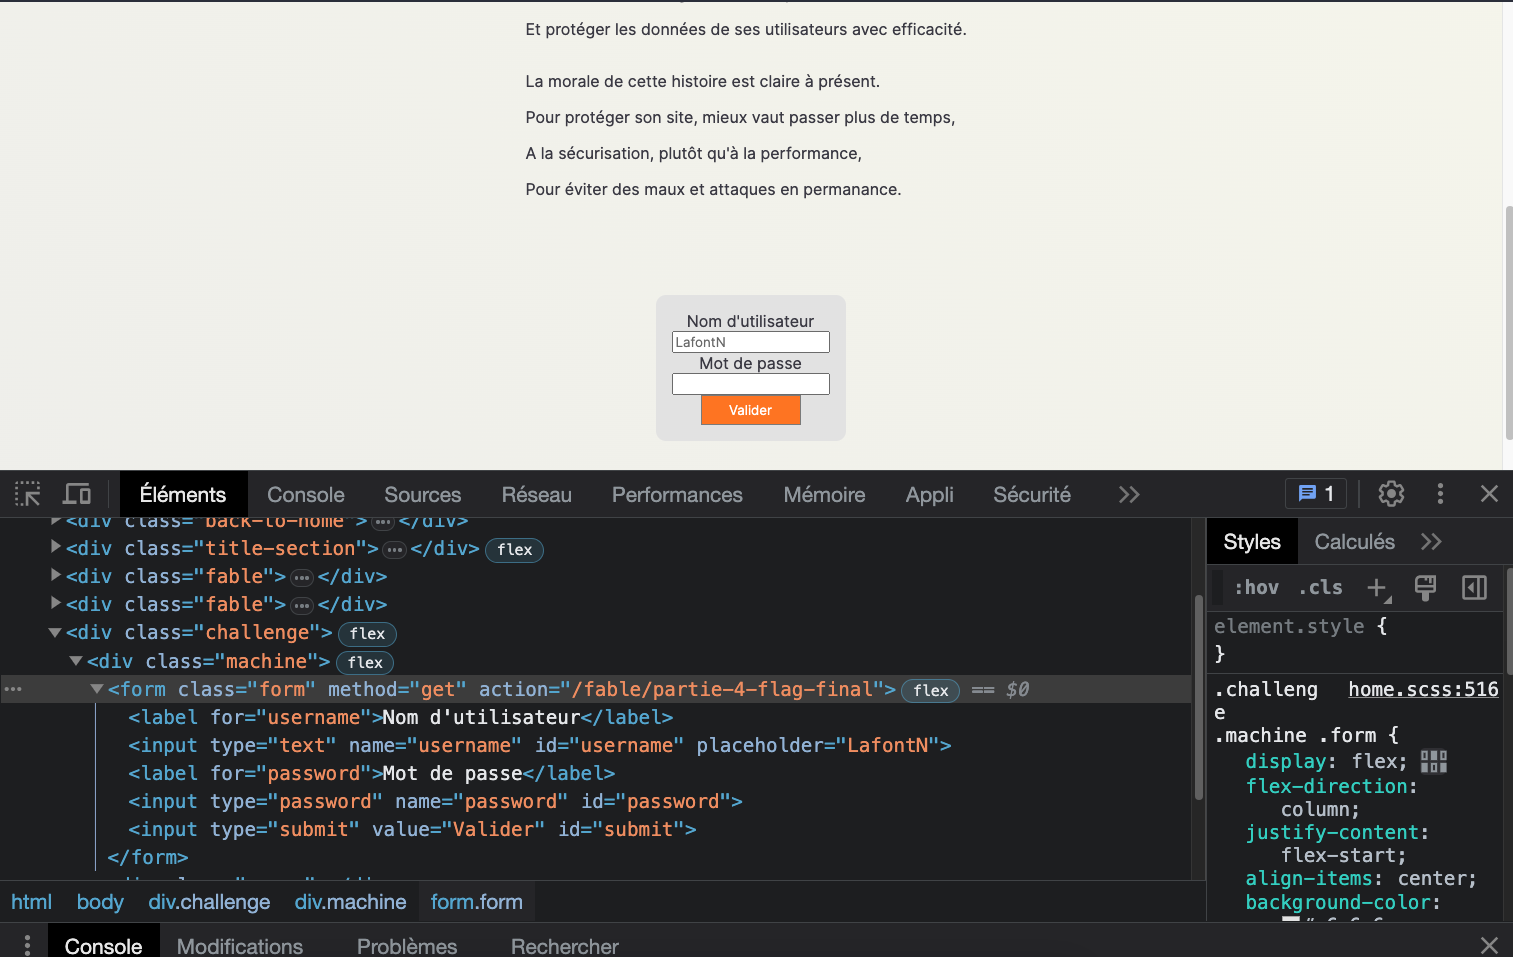 Et protéger les données de ses utilisateurs avec efficacité.
La morale de cette histoire est claire à présent.
Pour protéger son site, mieux vaut passer plus de temps,
A la sécurisation, plutôt qu'à la performance,
Pour éviter des maux et attaques en permanance.
Nom d'utilisateur
LafontN
Mot de passe
Valider
Éléments Console Sources Réseau Performances Mémoire Appli Sécurité 1
<div class="back-to-home"> ... </div>
<div class="title-section"> ... </div> flex
<div class="fable"> ... </div>
<div class="fable"> ... </div>
<div class="challenge"> flex
<div class="machine"> flex
... <form class="form" method="get" action="/fable/partie-4-flag-final"> flex == $0
<label for="username">Nom d'utilisateur</label>
<input type="text" name="username" id="username" placeholder="LafontN">
<label for="password">Mot de passe</label>
<input type="password" name="password" id="password">
<input type="submit" value="Valider" id="submit">
</form>
html body div.challenge div.machine form.form
Styles Calculés
:hov .cls
element.style {
}
.challeng home.scss:516
e
.machine .form {
display: flex;
flex-direction:
column;
justify-content:
flex-start;
align-items: center;
background-color:
Console Modifications Problèmes Rechercher